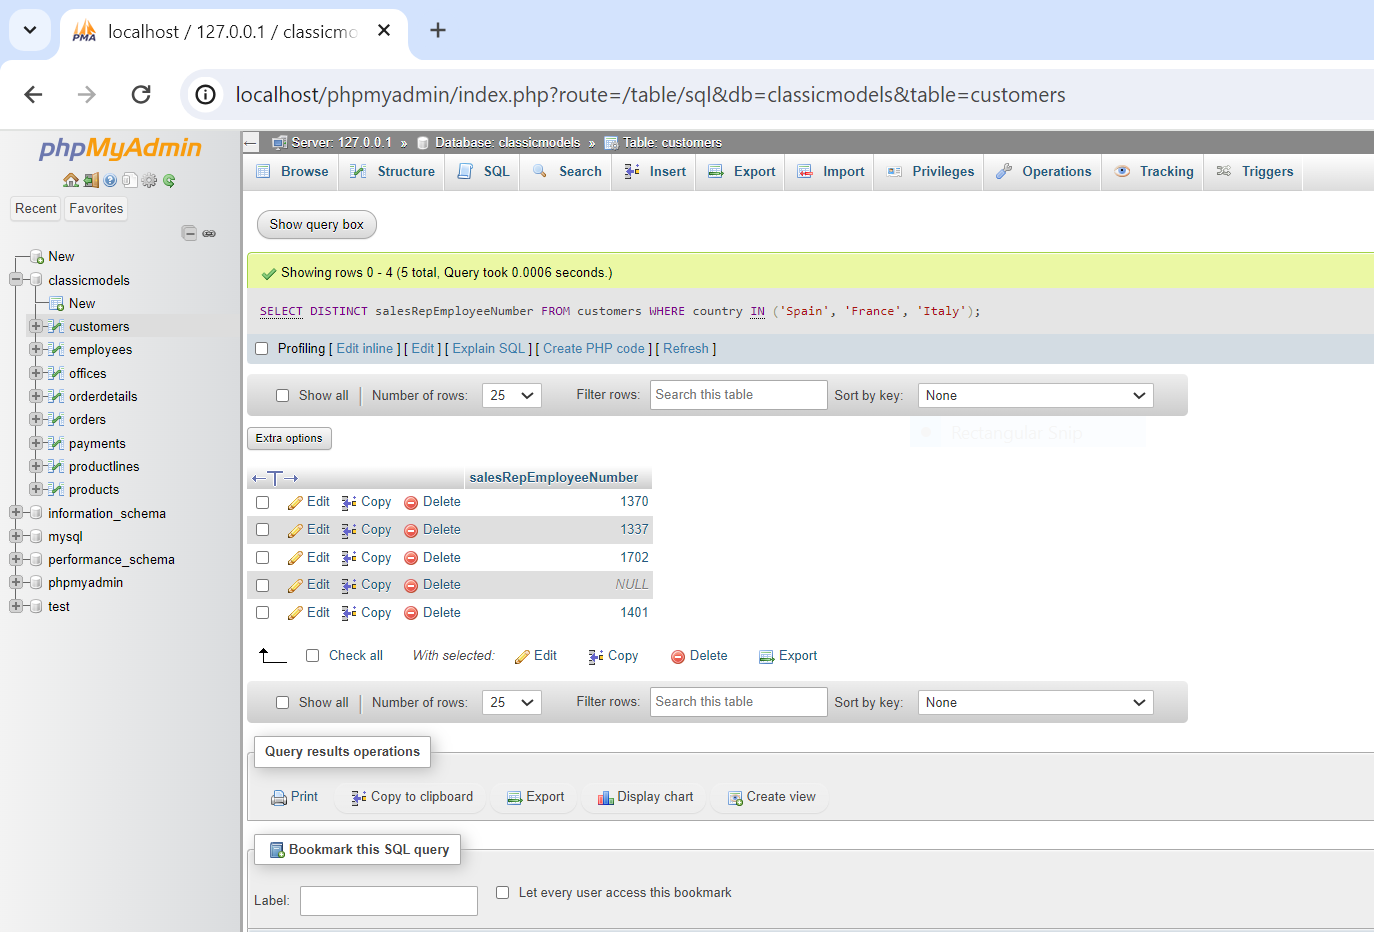 localhost / 127.0.0.1 / classicmo
localhost/phpmyadmin/index.php?route=/table/sql&db=classicmodels&table=customers
phpMyAdmin
Recent Favorites
New
classicmodels
New
customers
employees
offices
orderdetails
orders
payments
productlines
products
information_schema
mysql
performance_schema
phpmyadmin
test
Server: 127.0.0.1 » Database: classicmodels » Table: customers
Browse Structure SQL Search Insert Export Import Privileges Operations Tracking Triggers
Show query box
Showing rows 0 - 4 (5 total, Query took 0.0006 seconds.)
SELECT DISTINCT salesRepEmployeeNumber FROM customers WHERE country IN ('Spain', 'France', 'Italy');
Profiling [ Edit inline ] [ Edit ] [ Explain SQL ] [ Create PHP code ] [ Refresh ]
Show all | Number of rows: 25 Filter rows: Search this table Sort by key: None
Rectangular Snip
Extra options
←T→ salesRepEmployeeNumber
Edit Copy Delete 1370
Edit Copy Delete 1337
Edit Copy Delete 1702
Edit Copy Delete NULL
Edit Copy Delete 1401
Check all With selected: Edit Copy Delete Export
Show all | Number of rows: 25 Filter rows: Search this table Sort by key: None
Query results operations
Print Copy to clipboard Export Display chart Create view
Bookmark this SQL query
Label: Let every user access this bookmark